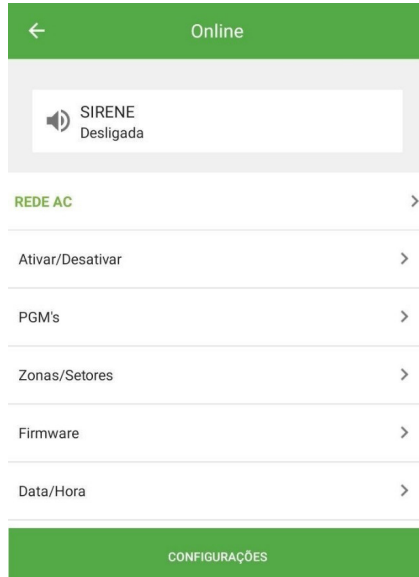 Online
SIRENE
Desligada
REDE AC
Ativar/Desativar
PGM's
Zonas/Setores
Firmware
Data/Hora
CONFIGURAÇÕES